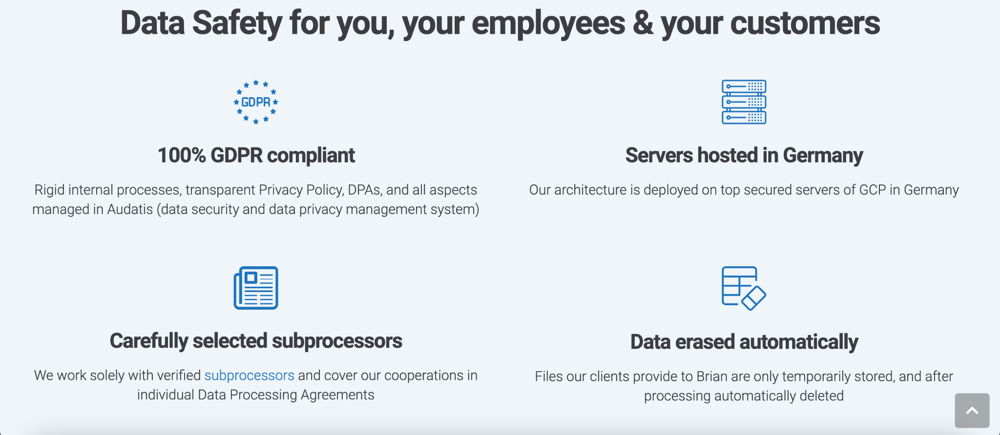 Data Safety for you, your employees & your customers
GDPR
100% GDPR compliant
Rigid internal processes, transparent Privacy Policy, DPAs, and all aspects
managed in Audatis (data security and data privacy management system)
Servers hosted in Germany
Our architecture is deployed on top secured servers of GCP in Germany
Carefully selected subprocessors
We work solely with verified subprocessors and cover our cooperations in
individual Data Processing Agreements
Data erased automatically
Files our clients provide to Brian are only temporarily stored, and after
processing automatically deleted